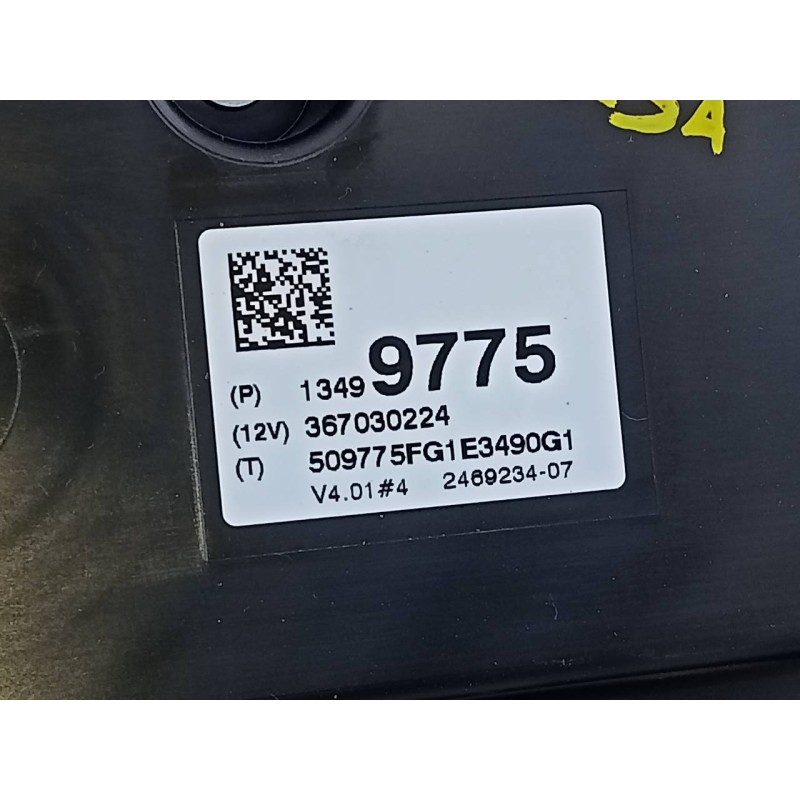 (P) 1349 9775
(12V) 367030224
(T) 509775FG1E3490G1
V4.01#4 2469234-07